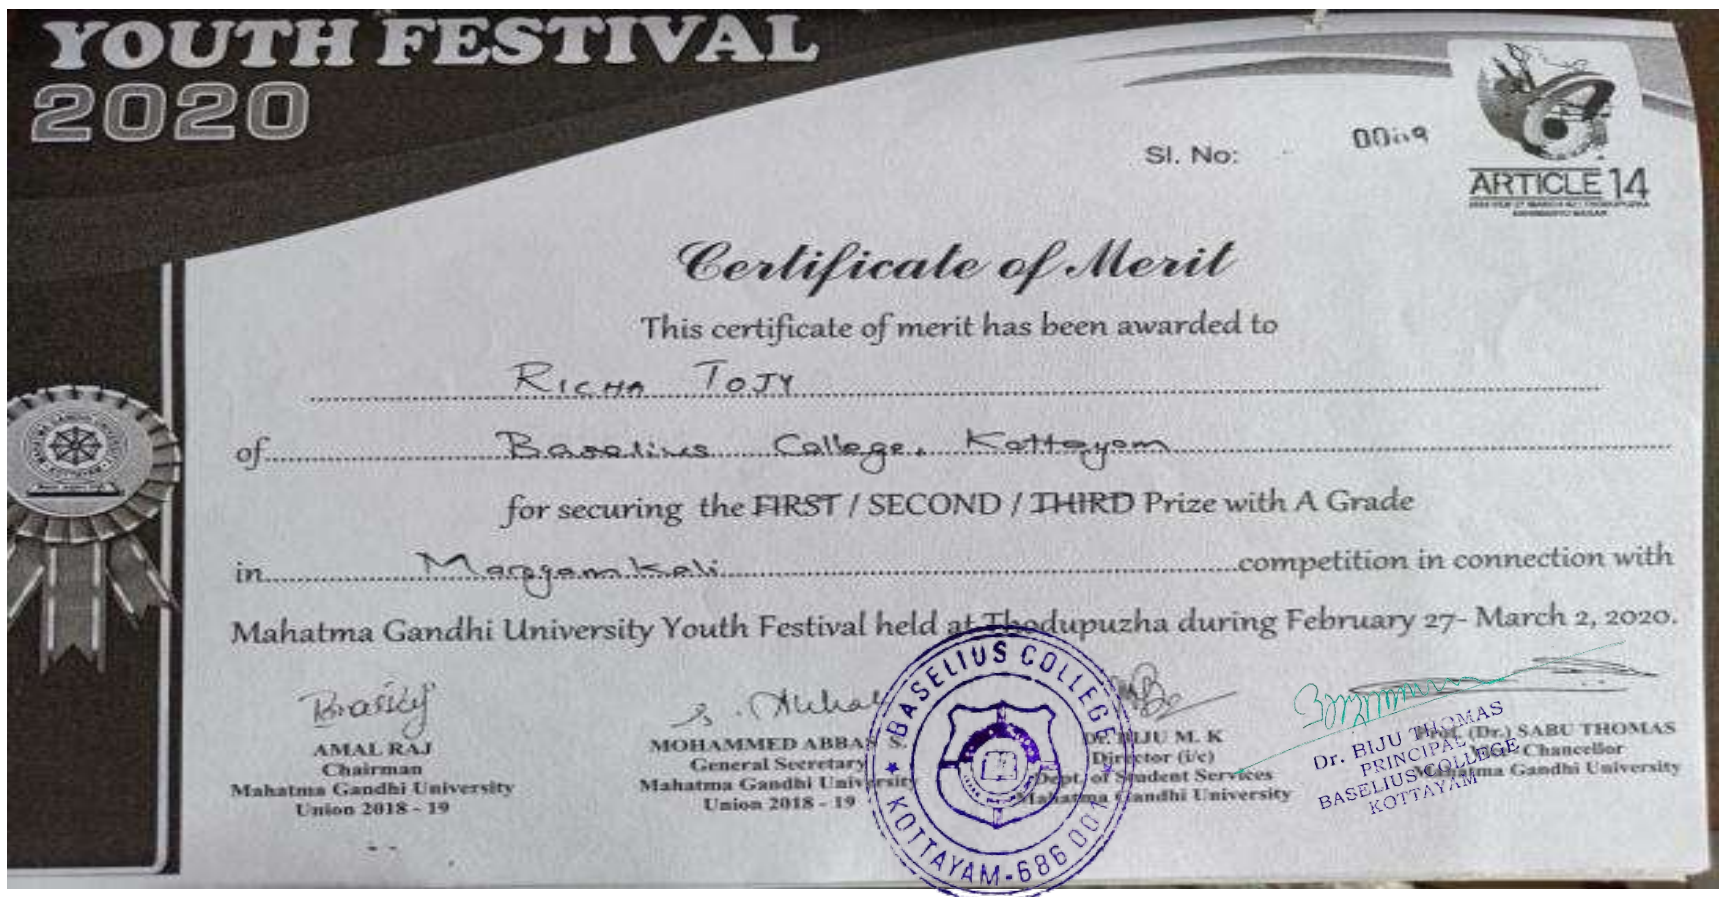 YOUTH FESTIVAL
2020
Sl. No:
ARTICLE 14
Certificate of Merit
This certificate of merit has been awarded to
RICHA TOJY
of Baselius College, Kottayam
for securing the FIRST / SECOND / THIRD Prize with A Grade
in Margamkali competition in connection with
Mahatma Gandhi University Youth Festival held at Thodupuzha during February 27- March 2, 2020.
AMAL RAJ
Chairman
Mahatma Gandhi University
Union 2018 - 19
MOHAMMED ABBAS S.
General Secretary
Mahatma Gandhi University
Union 2018 - 19
Dr. BIJU M. K
Director (i/c)
Dept. of Student Services
Mahatma Gandhi University
Prof. (Dr.) SABU THOMAS
Vice Chancellor
Mahatma Gandhi University
BASELIUS COLLEGE
KOTTAYAM-686 001
Dr. BIJU THOMAS
PRINCIPAL
BASELIUS COLLEGE
KOTTAYAM